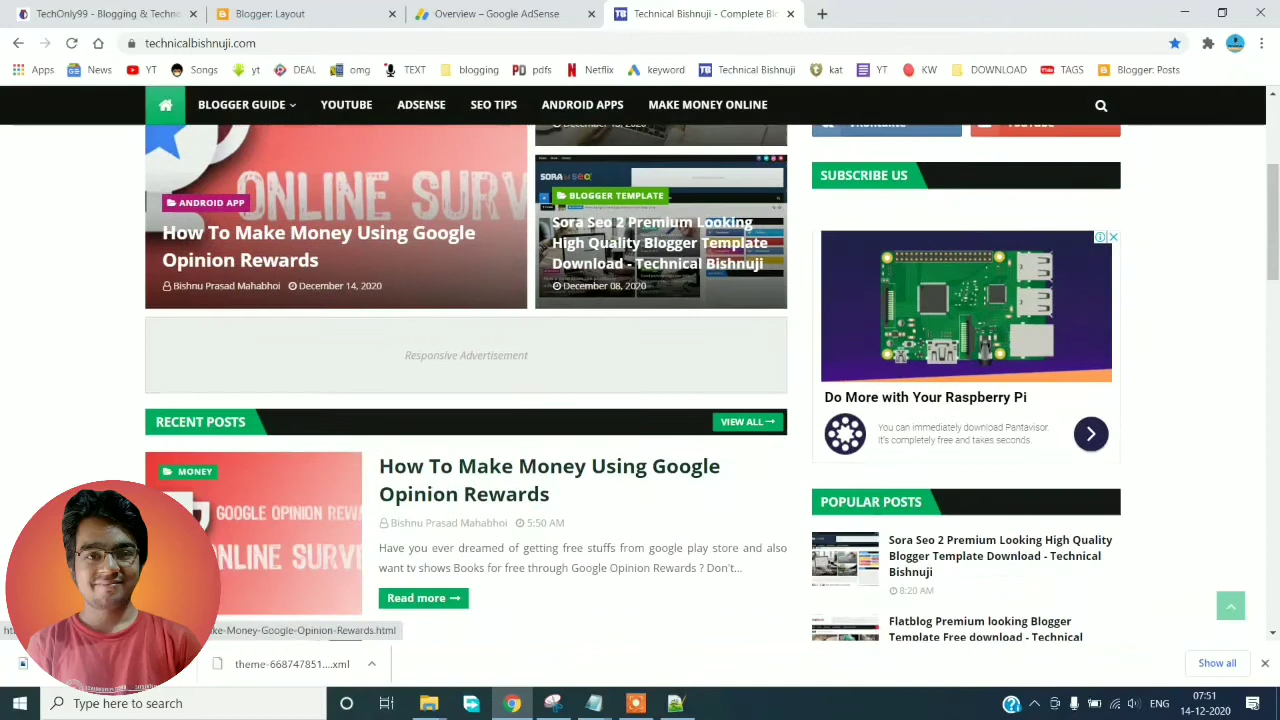 TechOnly99 - Blogging & Techno
Blogger: Layout
Overview – Google AdSense
Technical Bishnuji - Complete Blo
technicalbishnuji.com
Apps
News
YT
Songs
yt
DEAL
omg
TEXT
blogging
pdfs
Netflix
keyword
Technical Bishnuji
kat
YT
KW
DOWNLOAD
TAGS
Blogger: Posts
BLOGGER GUIDE
YOUTUBE
ADSENSE
SEO TIPS
ANDROID APPS
MAKE MONEY ONLINE
ONLINE SURV
ANDROID APP
How To Make Money Using Google
Opinion Rewards
Bishnu Prasad Mahabhoi
December 14, 2020
BLOGGER TEMPLATE
Sora Seo 2 Premium Looking
High Quality Blogger Template
Download - Technical Bishnuji
December 08, 2020
YouTube
SUBSCRIBE US
Responsive Advertisement
Do More with Your Raspberry Pi
You can immediately download Pantavisor.
It's completely free and takes seconds.
RECENT POSTS
VIEW ALL
MONEY
GOOGLE OPINION REWA
ONLINE SURV
How To Make Money Using Google
Opinion Rewards
Bishnu Prasad Mahabhoi
5:50 AM
Have you ever dreamed of getting free stuffs from google play store and also
want tv shows Books for free through Google Opinion Rewards ? Don't...
Read more
POPULAR POSTS
Sora Seo 2 Premium Looking High Quality
Blogger Template Download - Technical
Bishnuji
8:20 AM
Flatblog Premium looking Blogger
Template Free download - Technical
ke-Money-Google-Opinion-Rewards.html
theme-668747851....xml
Show all
Type here to search
ENG
07:51
14-12-2020